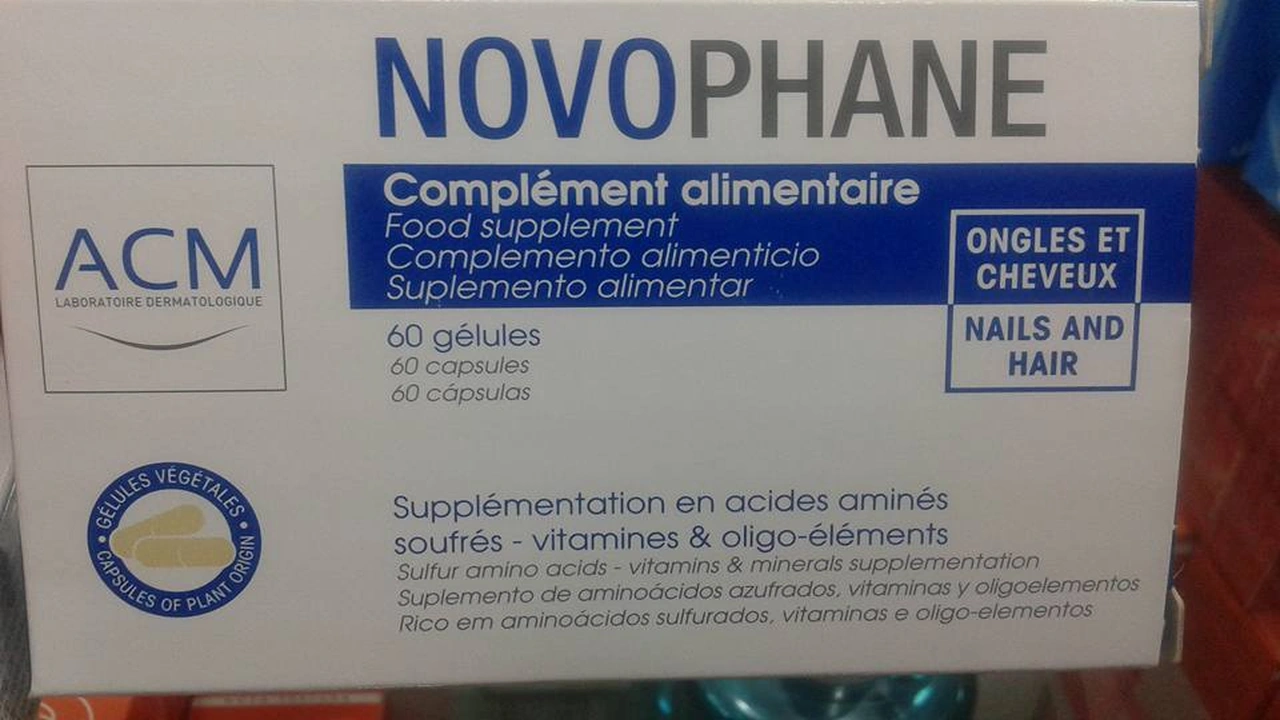 NOVOPHANE
Complément alimentaire
Food supplement
Complemento alimenticio
Suplemento alimentar
ONGLES ET
CHEVEUX
NAILS AND
HAIR
ACM
LABORATOIRE DERMATOLOGIQUE
60 gélules
60 capsules
60 cápsulas
GÉLULES VÉGÉTALES
CAPSULES OF PLANT ORIGIN
Supplémentation en acides aminés
soufrés - vitamines & oligo-éléments
Sulfur amino acids - vitamins & minerals supplementation
Suplemento de aminoácidos azufrados, vitaminas y oligoelementos
Rico em aminoácidos sulfurados, vitaminas e oligo-elementos